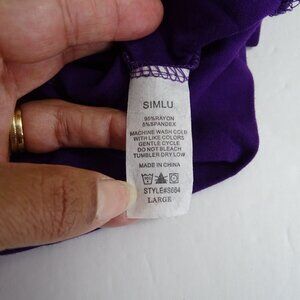 SIMLU
95%RAYON
5%SPANDEX
MACHINE WASH COLD
WITH LIKE COLORS
GENTLE CYCLE
DO NOT BLEACH
TUMBLER DRY LOW
MADE IN CHINA
STYLE#S664
LARGE